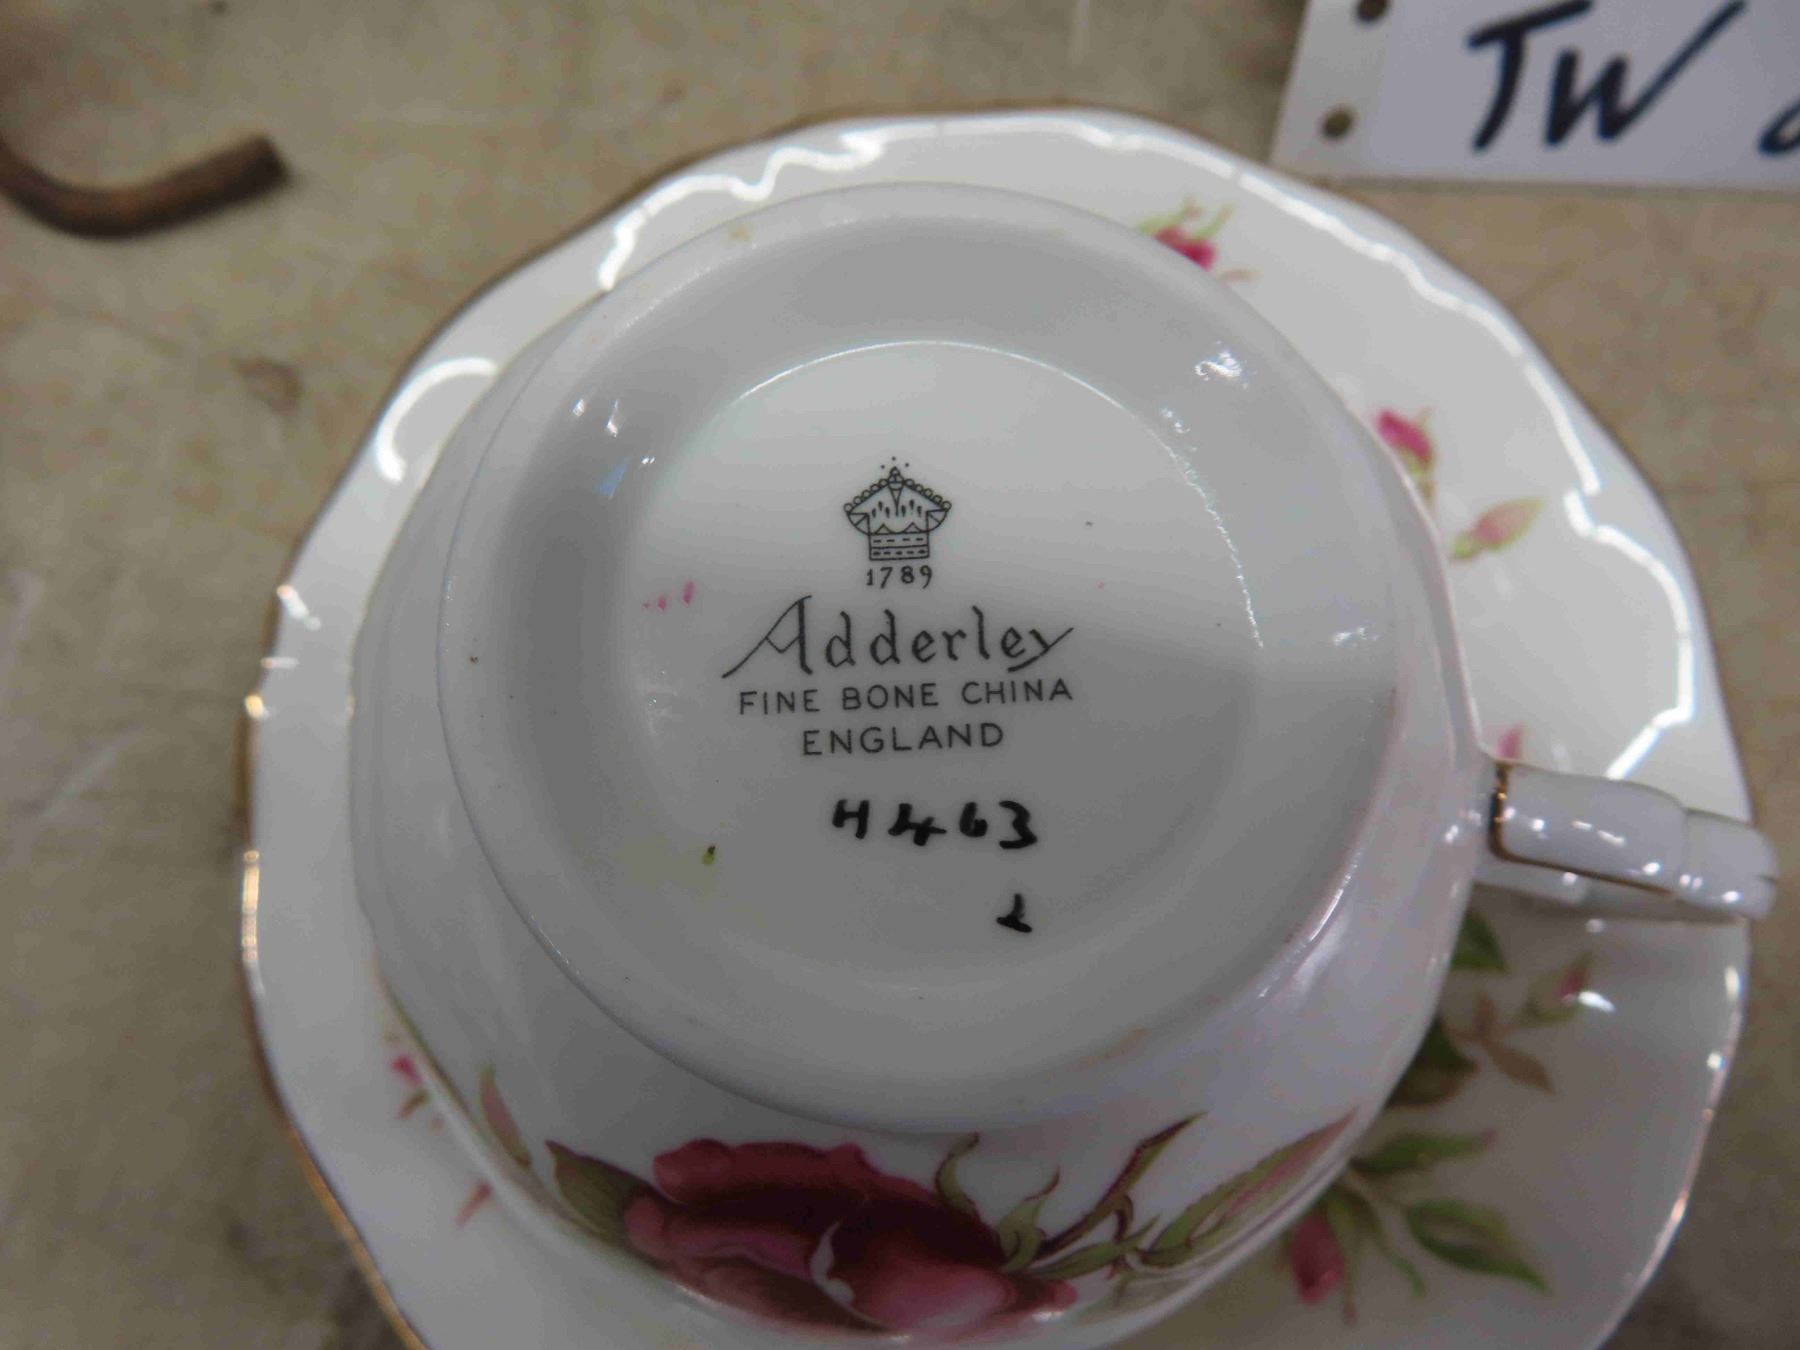 TW
1789
Adderley
FINE BONE CHINA
ENGLAND
H463